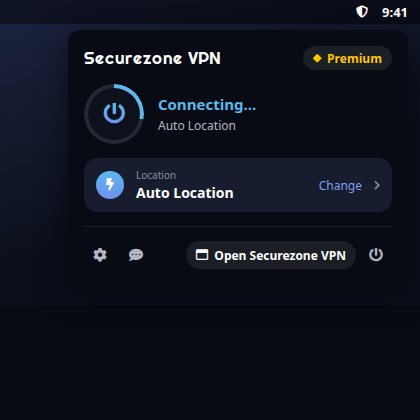 9:41
Securezone VPN
Premium
Connecting...
Auto Location
Location
Auto Location
Change
Open Securezone VPN